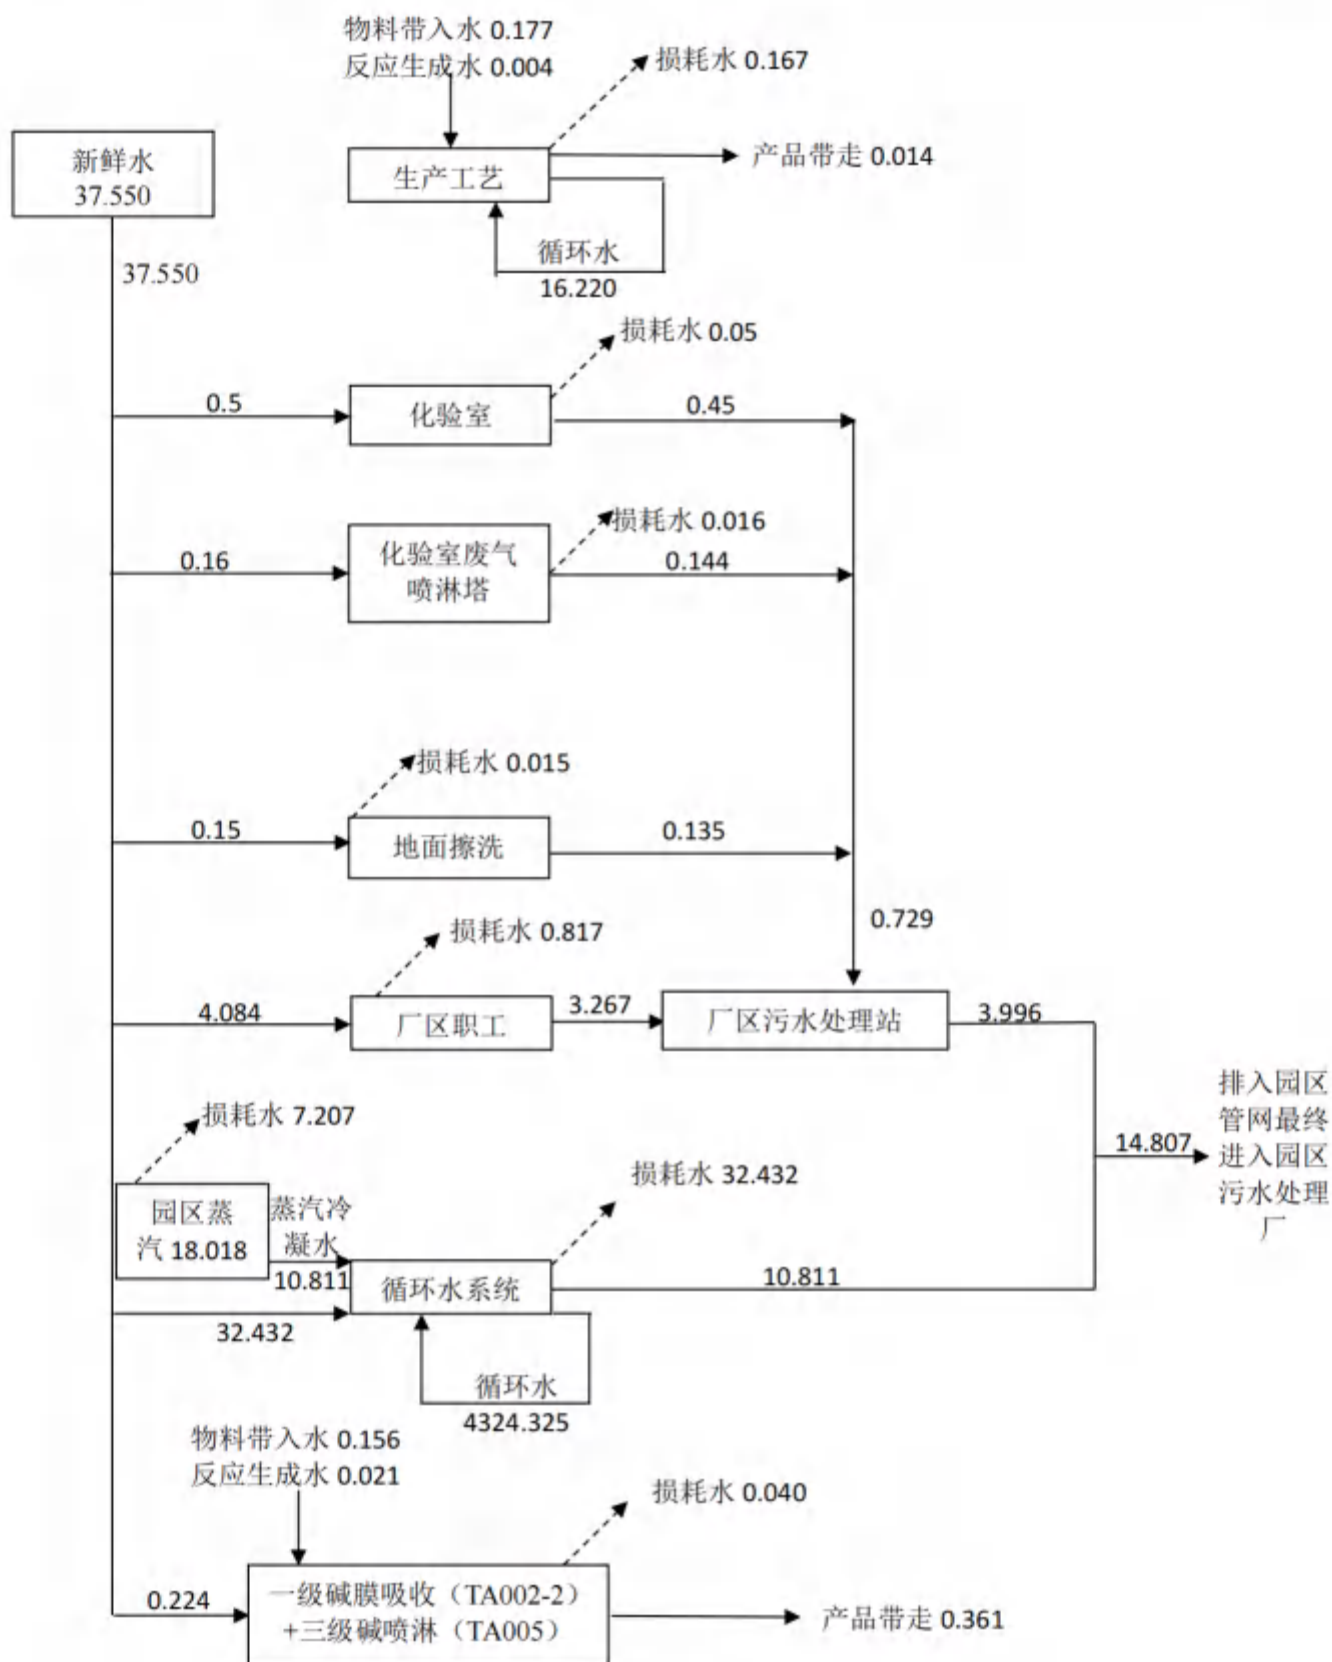 物料带入水 0.177
反应生成水 0.004
损耗水 0.167
新鲜水
37.550
生产工艺
产品带走 0.014
37.550
循环水
16.220
损耗水 0.05
0.5
化验室
0.45
损耗水 0.016
0.16
化验室废气
喷淋塔
0.144
损耗水 0.015
0.15
地面擦洗
0.135
0.729
损耗水 0.817
4.084
厂区职工
3.267
厂区污水处理站
3.996
排入园区
管网最终
进入园区
污水处理
厂
14.807
损耗水 7.207
园区蒸
汽 18.018
蒸汽冷
凝水
10.811
损耗水 32.432
循环水系统
10.811
32.432
循环水
4324.325
物料带入水 0.156
反应生成水 0.021
损耗水 0.040
0.224
一级碱膜吸收（TA002-2）
+三级碱喷淋（TA005）
产品带走 0.361